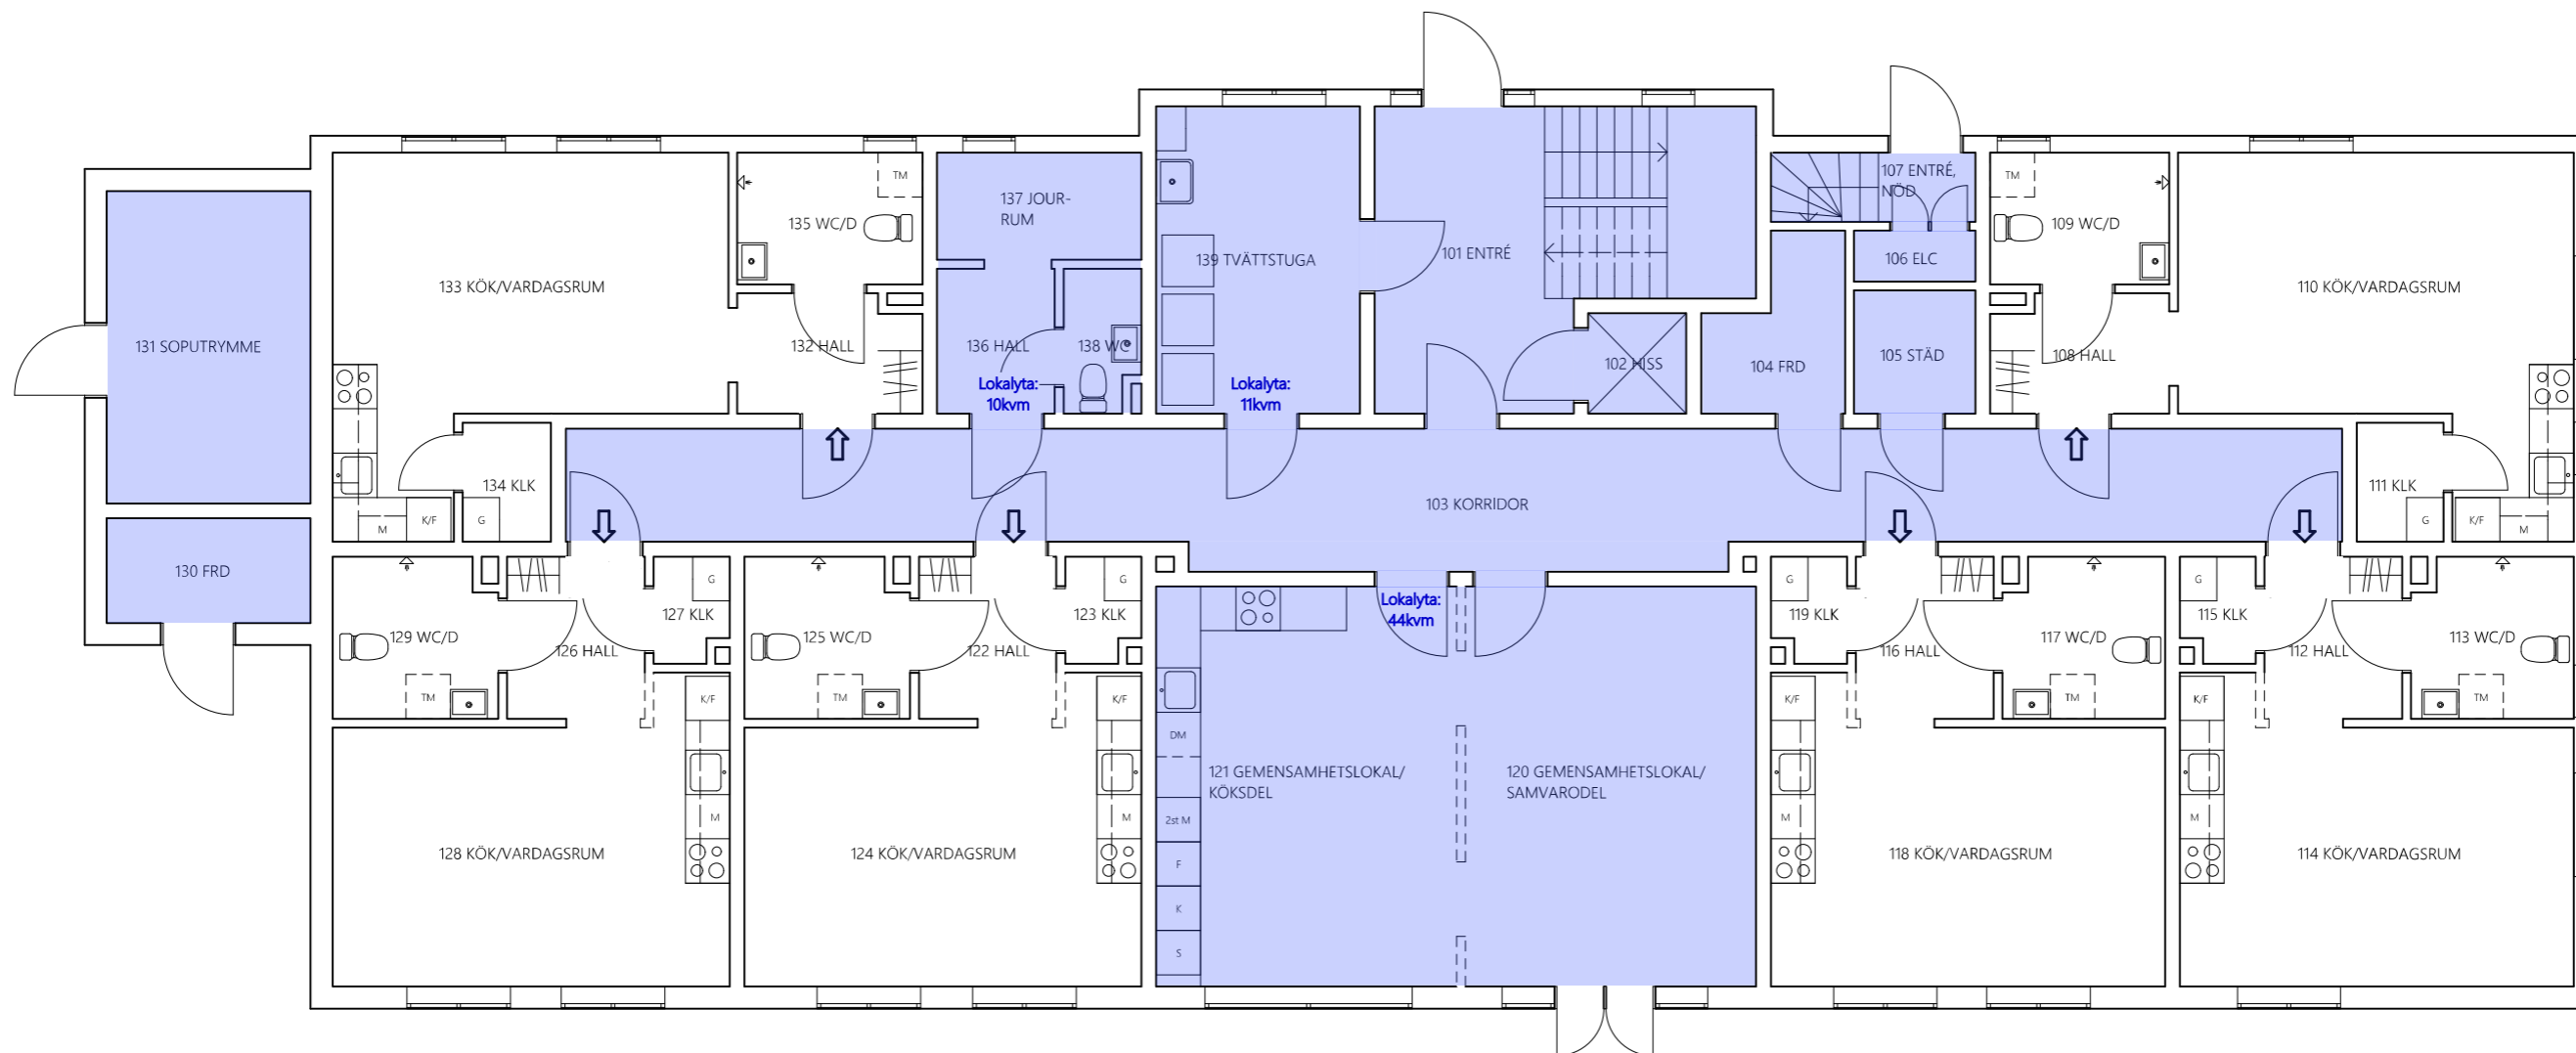 137 JOUR-
RUM
TM
135 WC/D
107 ENTRÉ,
NÖD
TM
109 WC/D
139 TVÄTTSTUGA
101 ENTRÉ
106 ELC
133 KÖK/VARDAGSRUM
110 KÖK/VARDAGSRUM
131 SOPUTRYMME
132 HALL
136 HALL
138 WC
102 HISS
104 FRD
105 STÄD
108 HALL
Lokalyta:
10kvm
Lokalyta:
11kvm
134 KLK
111 KLK
103 KORRIDOR
M
K/F
G
G
K/F
M
130 FRD
G
G
G
G
127 KLK
123 KLK
Lokalyta:
44kvm
119 KLK
115 KLK
129 WC/D
125 WC/D
117 WC/D
113 WC/D
126 HALL
122 HALL
116 HALL
112 HALL
TM
K/F
TM
K/F
K/F
TM
K/F
TM
DM
121 GEMENSAMHETSLOKAL/
KÖKSDEL
120 GEMENSAMHETSLOKAL/
SAMVARODEL
M
M
2st M
M
M
128 KÖK/VARDAGSRUM
124 KÖK/VARDAGSRUM
118 KÖK/VARDAGSRUM
114 KÖK/VARDAGSRUM
F
K
S